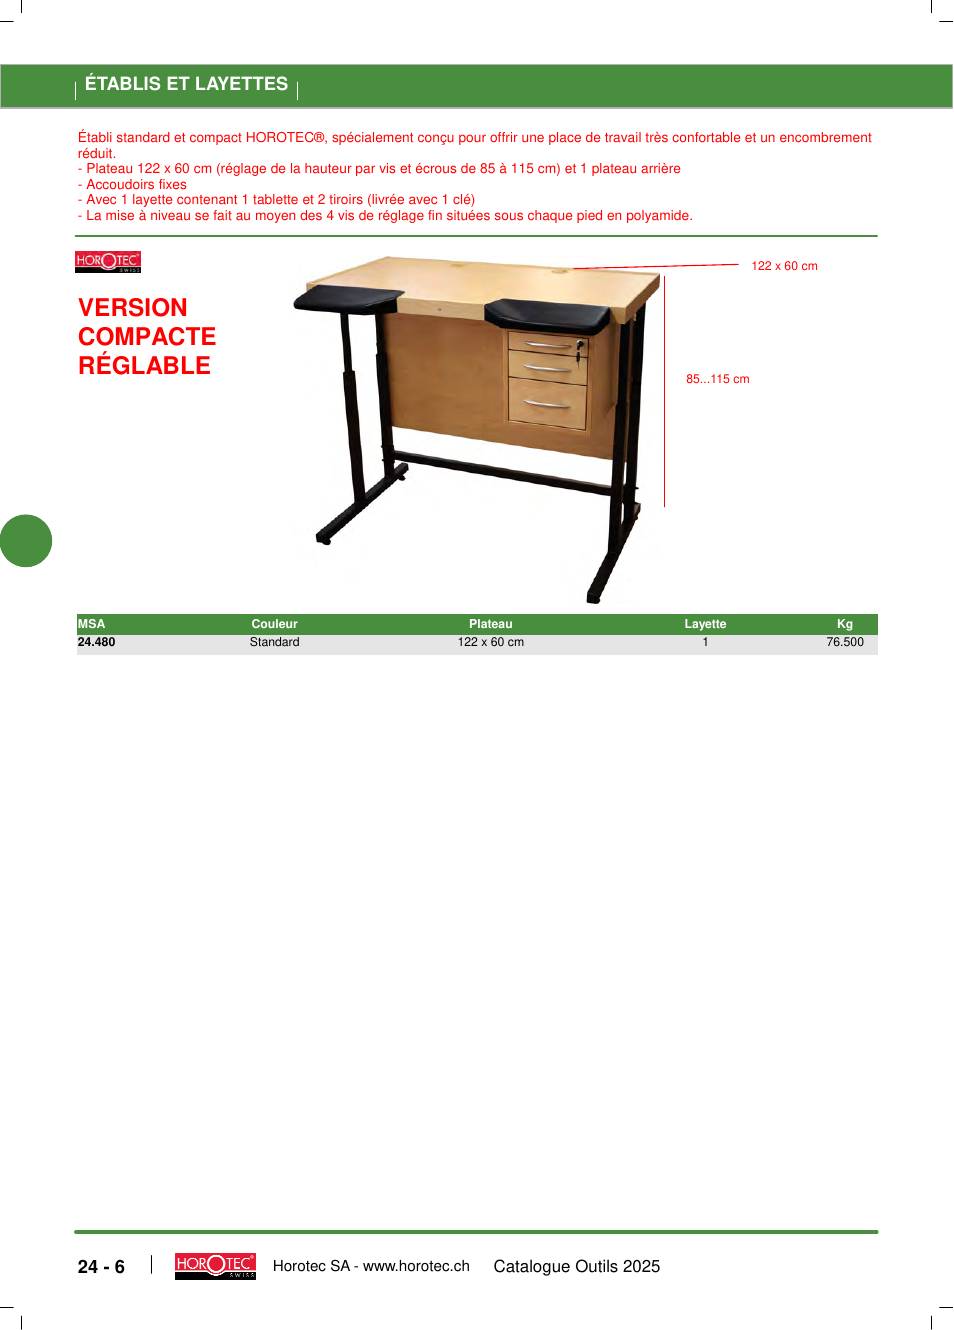 ÉTABLIS ET LAYETTES
Établi standard et compact HOROTEC®, spécialement conçu pour offrir une place de travail très confortable et un encombrement
réduit.
- Plateau 122 x 60 cm (réglage de la hauteur par vis et écrous de 85 à 115 cm) et 1 plateau arrière
- Accoudoirs fixes
- Avec 1 layette contenant 1 tablette et 2 tiroirs (livrée avec 1 clé)
- La mise à niveau se fait au moyen des 4 vis de réglage fin situées sous chaque pied en polyamide.
HOROTEC®
SWISS
122 x 60 cm
VERSION
COMPACTE
RÉGLABLE
85...115 cm
MSA Couleur Plateau Layette Kg
24.480 Standard 122 x 60 cm 1 76.500
24 - 6 HOROTEC® SWISS Horotec SA - www.horotec.ch Catalogue Outils 2025